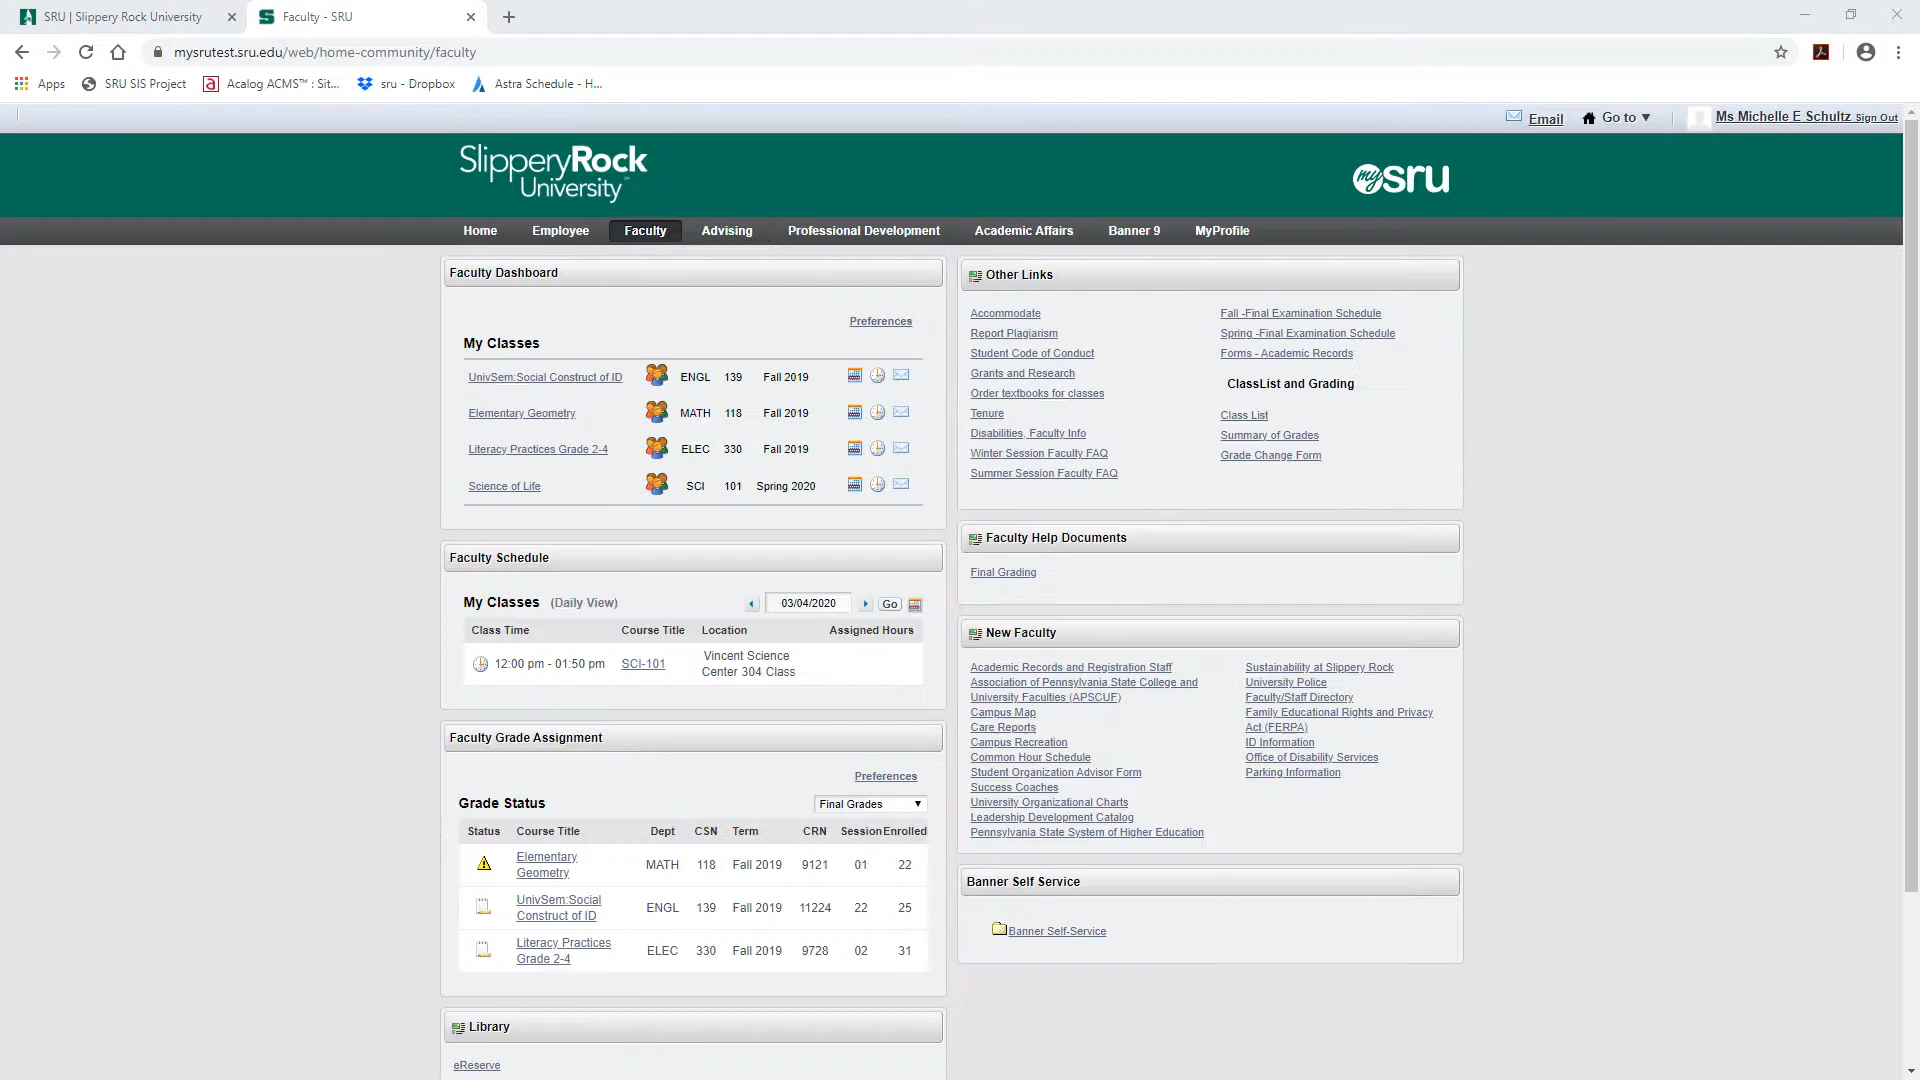 SRU | Slippery Rock University
Faculty - SRU
mysrutest.sru.edu/web/home-community/faculty
Apps SRU SIS Project Acalog ACMS™ : Sit... sru - Dropbox Astra Schedule - H...
Email Go to ▼ Ms Michelle E Schultz Sign Out
SlipperyRock
University
my sru
Home Employee Faculty Advising Professional Development Academic Affairs Banner 9 MyProfile
Faculty Dashboard
Preferences
My Classes
UnivSem:Social Construct of ID ENGL 139 Fall 2019
Elementary Geometry MATH 118 Fall 2019
Literacy Practices Grade 2-4 ELEC 330 Fall 2019
Science of Life SCI 101 Spring 2020
Faculty Schedule
My Classes (Daily View) 03/04/2020 Go
Class Time Course Title Location Assigned Hours
12:00 pm - 01:50 pm SCI-101 Vincent Science
Center 304 Class
Faculty Grade Assignment
Preferences
Grade Status Final Grades
Status Course Title Dept CSN Term CRN Session Enrolled
Elementary
Geometry MATH 118 Fall 2019 9121 01 22
UnivSem:Social
Construct of ID ENGL 139 Fall 2019 11224 22 25
Literacy Practices
Grade 2-4 ELEC 330 Fall 2019 9728 02 31
Library
eReserve
Other Links
Accommodate
Report Plagiarism
Student Code of Conduct
Grants and Research
Order textbooks for classes
Tenure
Disabilities, Faculty Info
Winter Session Faculty FAQ
Summer Session Faculty FAQ
Fall -Final Examination Schedule
Spring -Final Examination Schedule
Forms - Academic Records
ClassList and Grading
Class List
Summary of Grades
Grade Change Form
Faculty Help Documents
Final Grading
New Faculty
Academic Records and Registration Staff
Association of Pennsylvania State College and
University Faculties (APSCUF)
Campus Map
Care Reports
Campus Recreation
Common Hour Schedule
Student Organization Advisor Form
Success Coaches
University Organizational Charts
Leadership Development Catalog
Pennsylvania State System of Higher Education
Sustainability at Slippery Rock
University Police
Faculty/Staff Directory
Family Educational Rights and Privacy
Act (FERPA)
ID Information
Office of Disability Services
Parking Information
Banner Self Service
Banner Self-Service